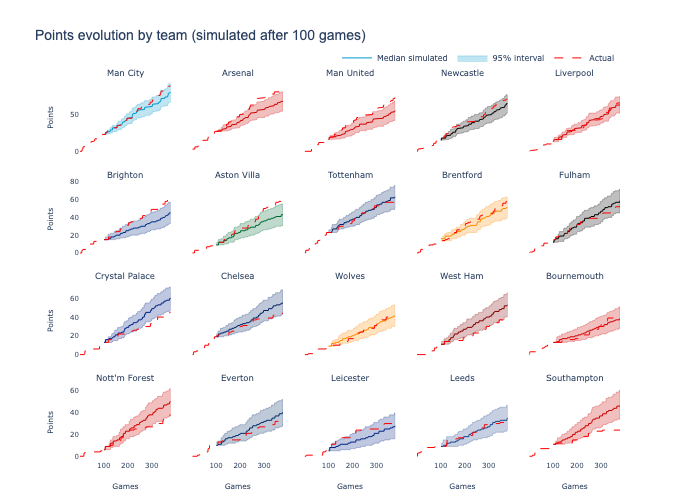 Points evolution by team (simulated after 100 games)
Median simulated 95% interval Actual
Man City Arsenal Man United Newcastle Liverpool
Points
50
0
Brighton Aston Villa Tottenham Brentford Fulham
Points
80
60
40
20
0
Crystal Palace Chelsea Wolves West Ham Bournemouth
Points
60
40
20
0
Nott'm Forest Everton Leicester Leeds Southampton
Points
60
40
20
0
100 200 300 100 200 300 100 200 300 100 200 300 100 200 300
Games Games Games Games Games